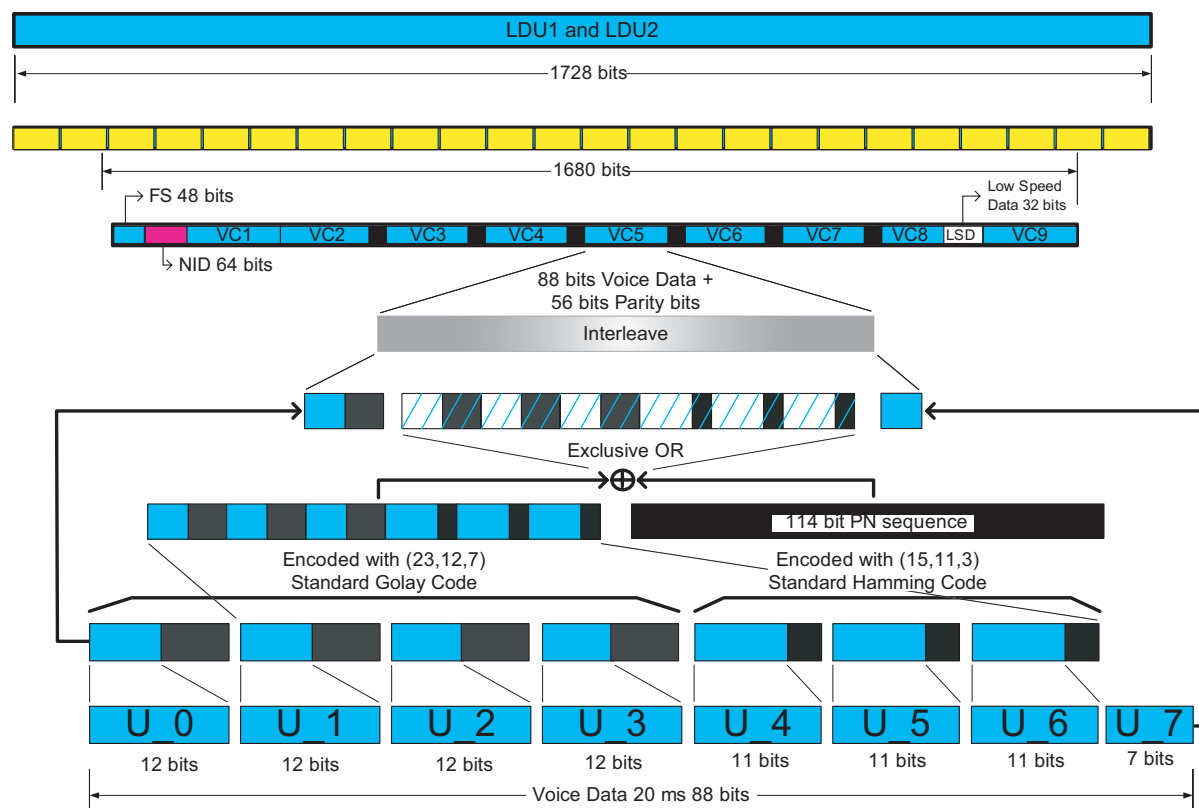 LDU1 and LDU2
1728 bits
1680 bits
FS 48 bits
Low Speed
Data 32 bits
VC1 VC2 VC3 VC4 VC5 VC6 VC7 VC8 LSD VC9
NID 64 bits
88 bits Voice Data +
56 bits Parity bits
Interleave
Exclusive OR
114 bit PN sequence
Encoded with (23,12,7)
Standard Golay Code
Encoded with (15,11,3)
Standard Hamming Code
U_0 U_1 U_2 U_3 U_4 U_5 U_6 U_7
12 bits 12 bits 12 bits 12 bits 11 bits 11 bits 11 bits 7 bits
Voice Data 20 ms 88 bits